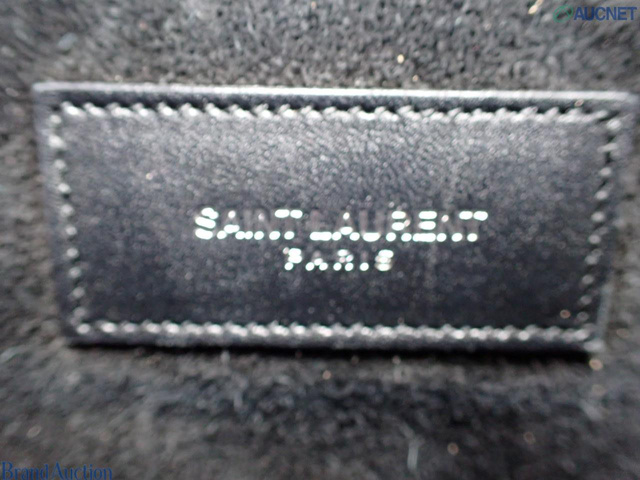 AUCNET
SAINT LAURENT
PARIS
Brand Auction